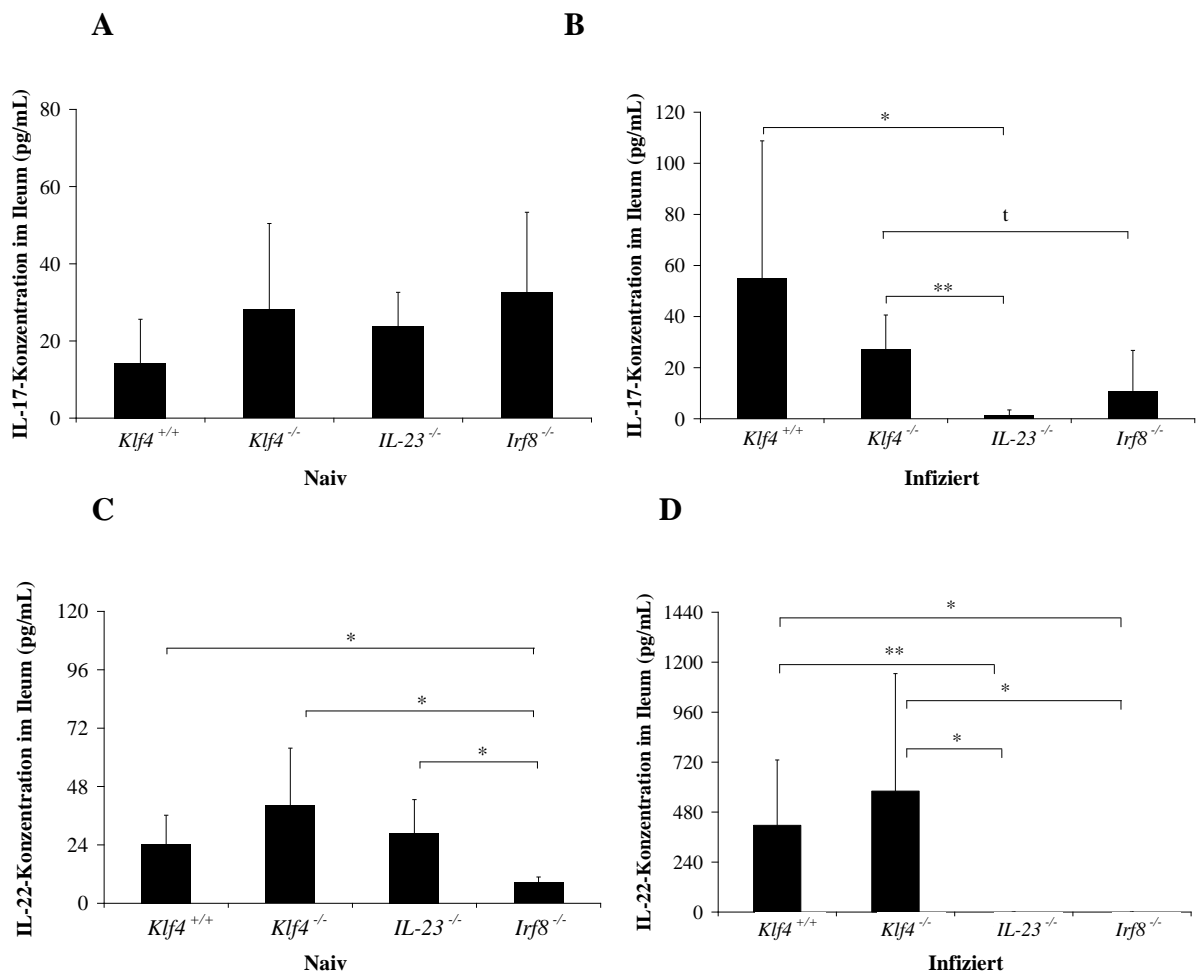 A
IL-17-Konzentration im Ileum (pg/mL)
80
60
40
20
0
Klf4 +/+ Klf4 -/- IL-23 -/- Irf8 -/-
Naiv
B
IL-17-Konzentration im Ileum (pg/mL)
120
100
80
60
40
20
0
*
t
**
Klf4 +/+ Klf4 -/- IL-23 -/- Irf8 -/-
Infiziert
C
IL-22-Konzentration im Ileum (pg/mL)
120
96
72
48
24
0
*
*
*
Klf4 +/+ Klf4 -/- IL-23 -/- Irf8 -/-
Naiv
D
IL-22-Konzentration im Ileum (pg/mL)
1440
1200
960
720
480
240
0
*
**
*
*
Klf4 +/+ Klf4 -/- IL-23 -/- Irf8 -/-
Infiziert